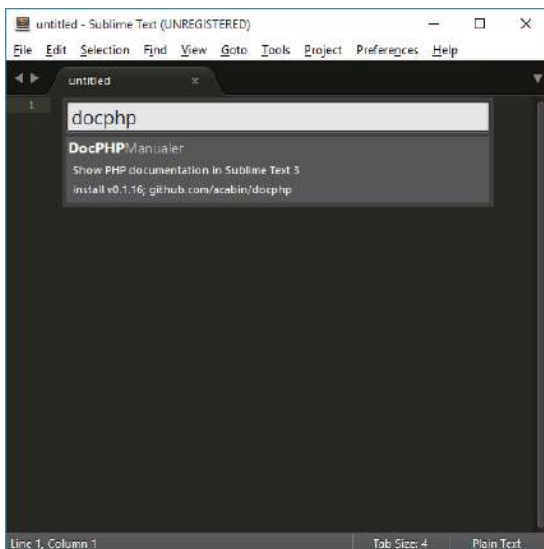 untitled - Sublime Text (UNREGISTERED)
File Edit Selection Find View Goto Tools Project Preferences Help
untitled
1
docphp
DocPHPManualer
Show PHP documentation in Sublime Text 3
install v0.1.16; github.com/acabin/docphp
Line 1, Column 1 Tab Size: 4 Plain Text